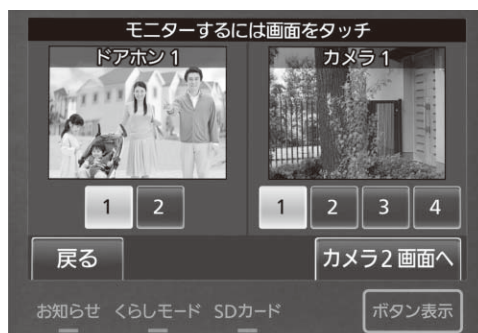 モニターするには画面をタッチ
ドアホン1 カメラ1
1 2 1 2 3 4
戻る カメラ2画面へ
お知らせ くらしモード SDカード ボタン表示